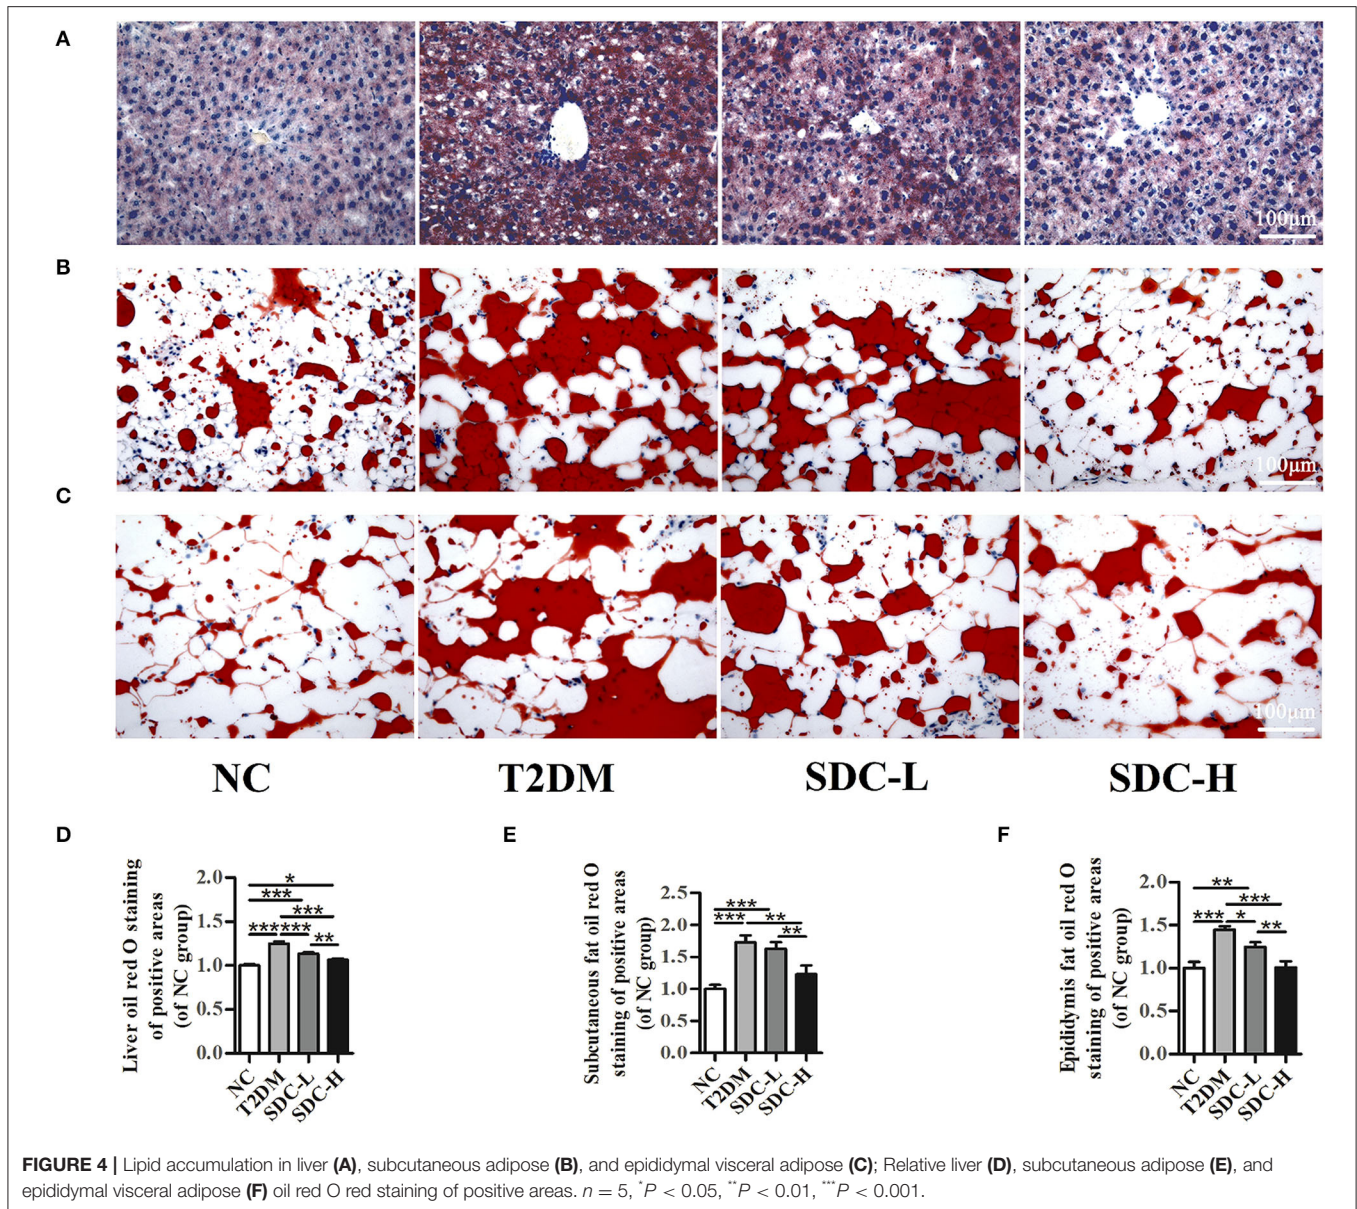 A
100μm
B
100μm
C
100μm
NC T2DM SDC-L SDC-H
D
Liver oil red O staining
of positive areas
(of NC group)
2.0
1.5
1.0
0.5
0.0
*
***
***
*** ***
**
NC
T2DM
SDC-L
SDC-H
E
Subcutaneous fat oil red O
staining of positive areas
(of NC group)
2.5
2.0
1.5
1.0
0.5
0.0
***
*** **
**
NC
T2DM
SDC-L
SDC-H
F
Epididymis fat oil red O
staining of positive areas
(of NC group)
2.0
1.5
1.0
0.5
0.0
**
***
*** *
**
NC
T2DM
SDC-L
SDC-H
FIGURE 4 | Lipid accumulation in liver (A), subcutaneous adipose (B), and epididymal visceral adipose (C); Relative liver (D), subcutaneous adipose (E), and
epididymal visceral adipose (F) oil red O red staining of positive areas. n = 5, *P < 0.05, **P < 0.01, ***P < 0.001.